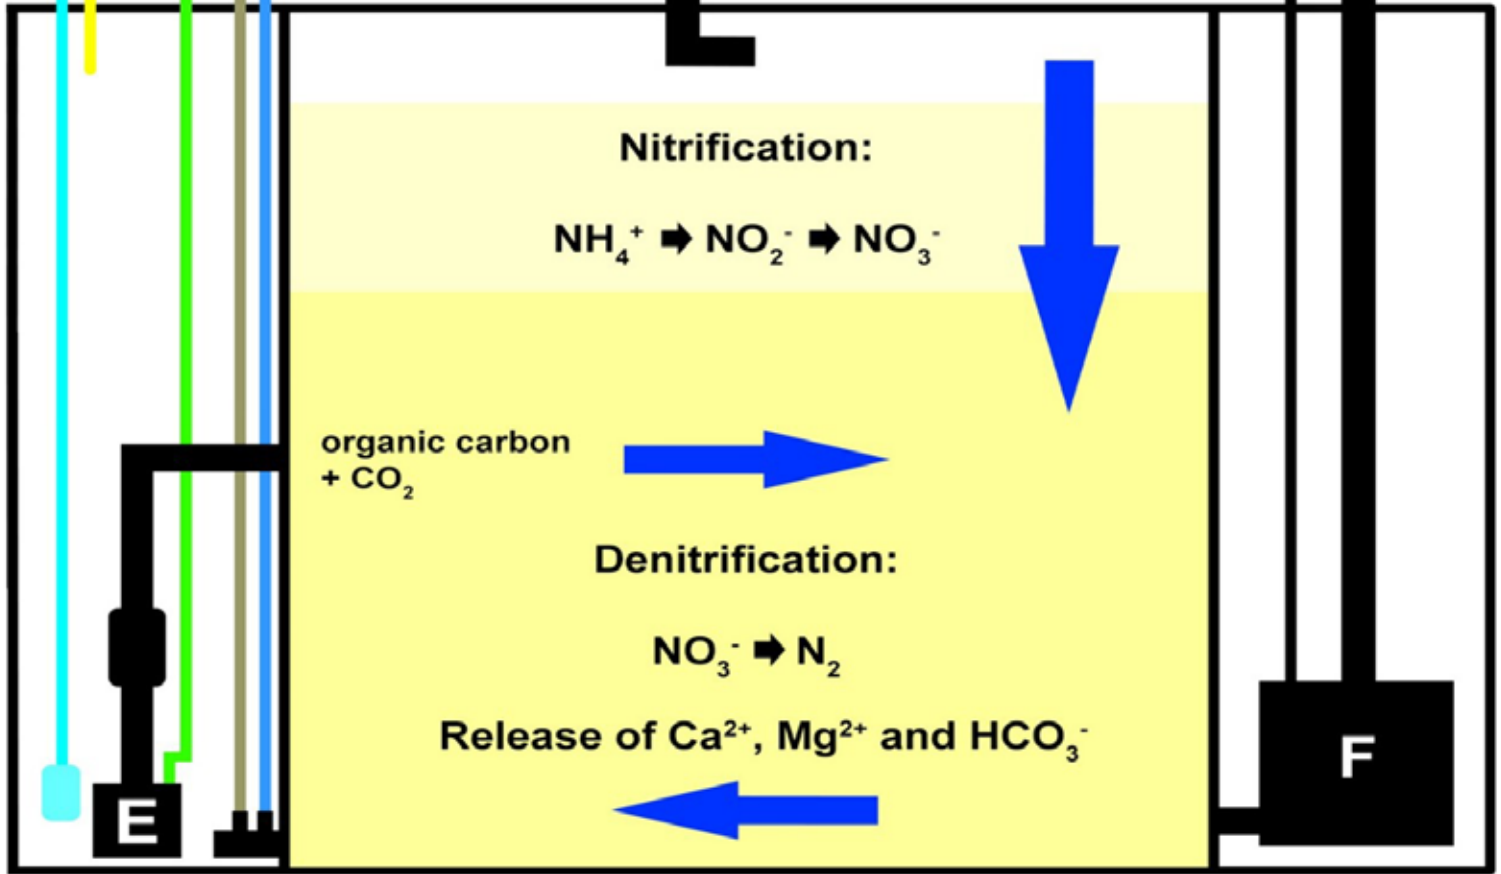 Nitrification:
NH₄⁺ 🡆 NO₂⁻ 🡆 NO₃⁻
organic carbon
+ CO₂
Denitrification:
NO₃⁻ 🡆 N₂
Release of Ca²⁺, Mg²⁺ and HCO₃⁻
E
F